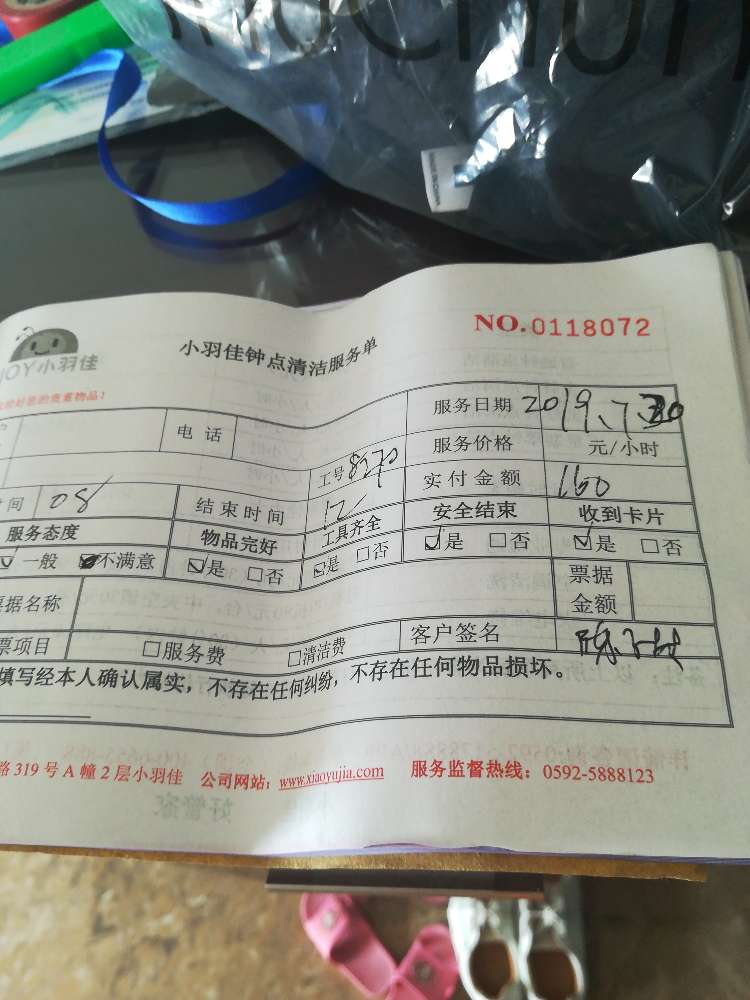 NO.0118072
小羽佳钟点清洁服务单
JOY小羽佳
贵重物品!
服务日期 2019.7.30
电 话 服务价格 元/小时
工号 8270 实付金额 160
间 08 结束时间 12 安全结束 收到卡片
服务态度 物品完好 工具齐全 ☑是 □否 ☑是 □否
☑一般 不满意 ☑是 □否 ☑是 □否 票据金额
据名称
票项目 □服务费 □清洁费 客户签名
填写经本人确认属实,不存在任何纠纷,不存在任何物品损坏。
路319号A幢2层小羽佳 公司网站:www.xiaoyujia.com 服务监督热线:0592-5888123